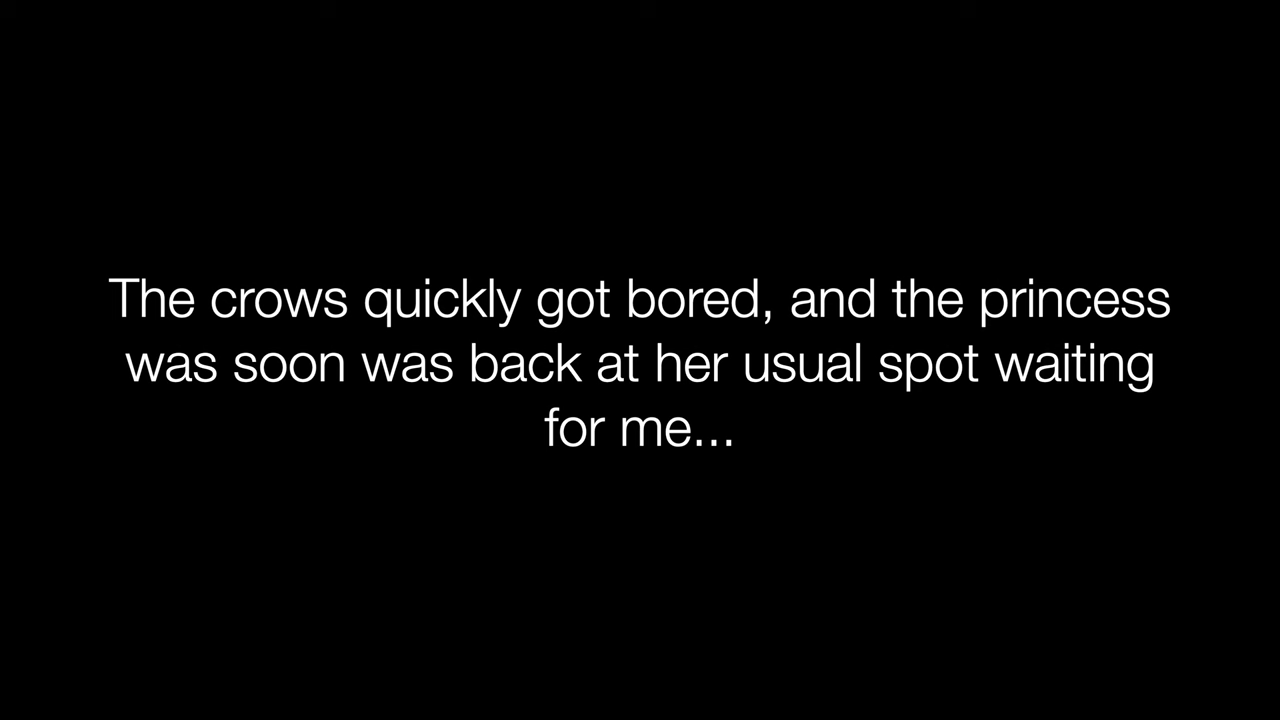 The crows quickly got bored, and the princess
was soon was back at her usual spot waiting
for me...